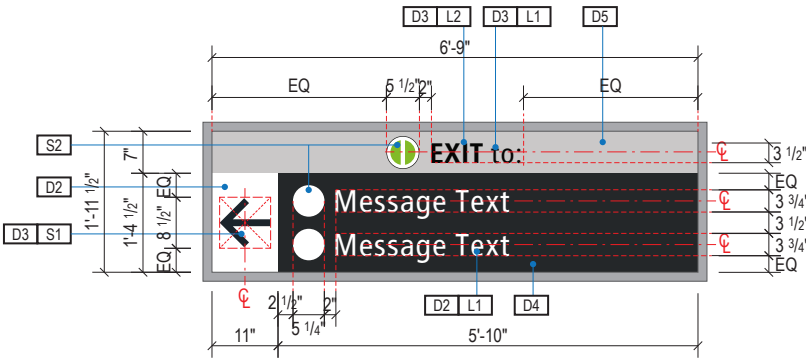 D3 L2 D3 L1 D5
6'-9"
EQ 5 1/2" 2" EQ
S2
D2
D3 S1
1'-11 1/2"
7"
1'-4 1/2"
EQ
8 1/2"
EQ
EXIT to:
Message Text
Message Text
℄
℄
℄
℄
3 1/2"
EQ
3 3/4"
3 1/2"
3 3/4"
EQ
2 1/2" 2"
5 1/4"
D2 L1 D4
11" 5'-10"